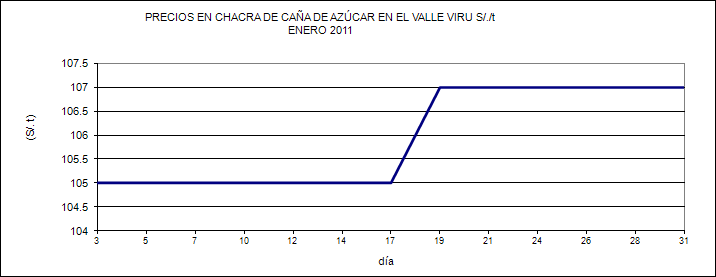 PRECIOS EN CHACRA DE CAÑA DE AZÚCAR EN EL VALLE VIRU S/./t
ENERO 2011
107.5
107
106.5
106
105.5
105
104.5
104
(S/. t)
3 5 7 10 12 14 17 19 21 24 26 28 31
día